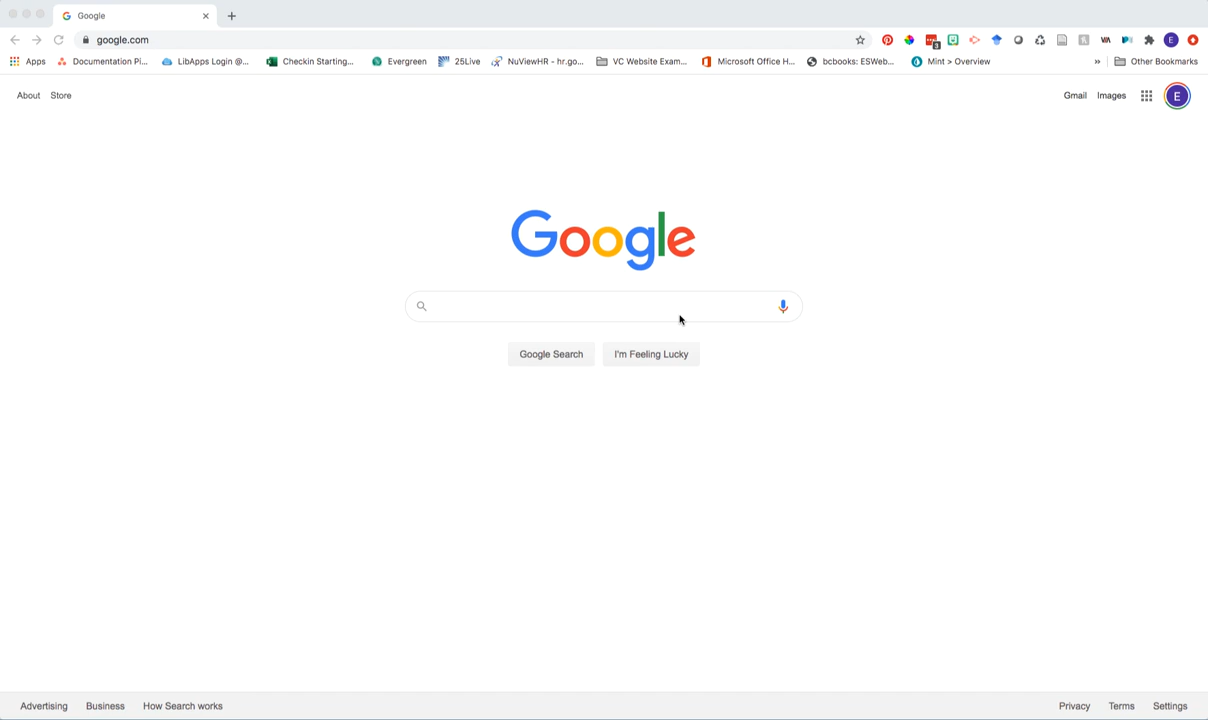 Google
google.com
Apps Documentation Pi... LibApps Login @... Checkin Starting... Evergreen 25Live NuViewHR - hr.go... VC Website Exam... Microsoft Office H... bcbooks: ESWeb... Mint > Overview » Other Bookmarks
About Store Gmail Images E
Google
Google Search I'm Feeling Lucky
Advertising Business How Search works Privacy Terms Settings